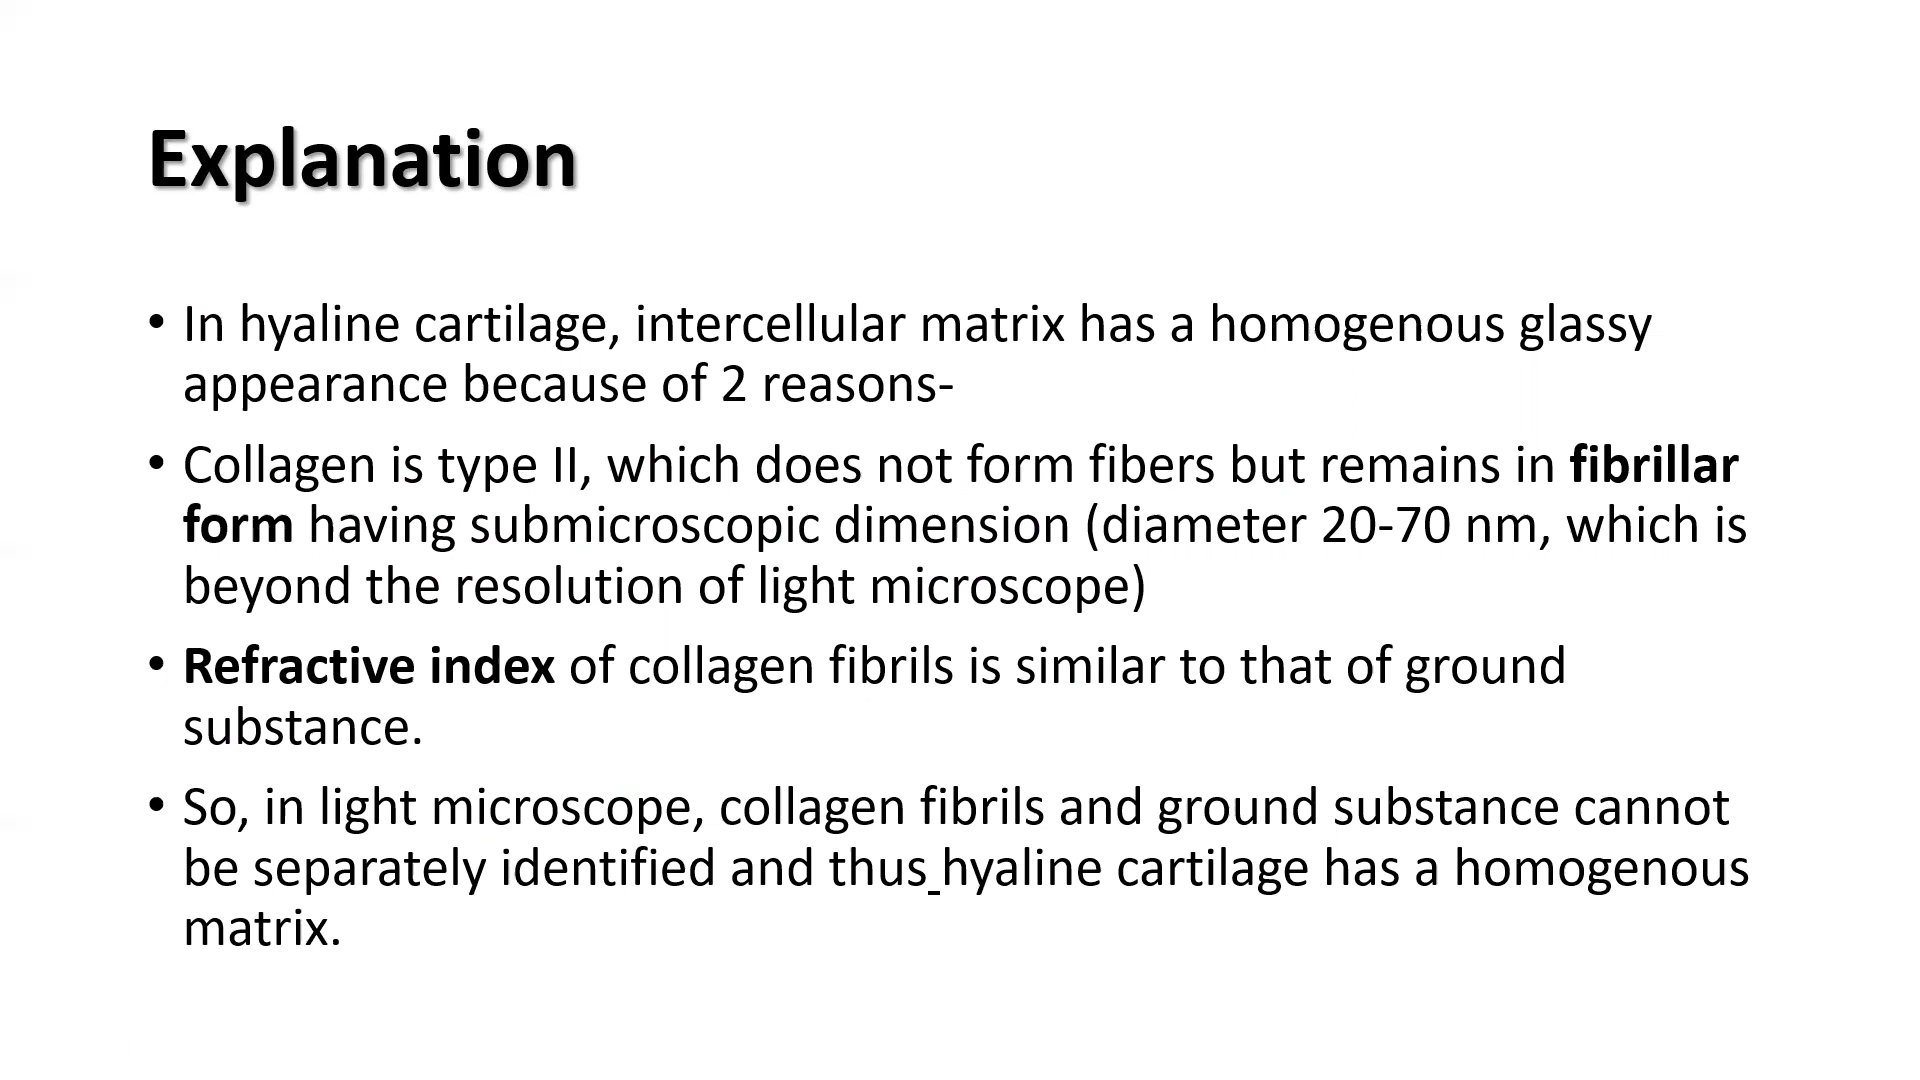 Explanation
• In hyaline cartilage, intercellular matrix has a homogenous glassy
appearance because of 2 reasons-
• Collagen is type II, which does not form fibers but remains in fibrillar
form having submicroscopic dimension (diameter 20-70 nm, which is
beyond the resolution of light microscope)
• Refractive index of collagen fibrils is similar to that of ground
substance.
• So, in light microscope, collagen fibrils and ground substance cannot
be separately identified and thus hyaline cartilage has a homogenous
matrix.